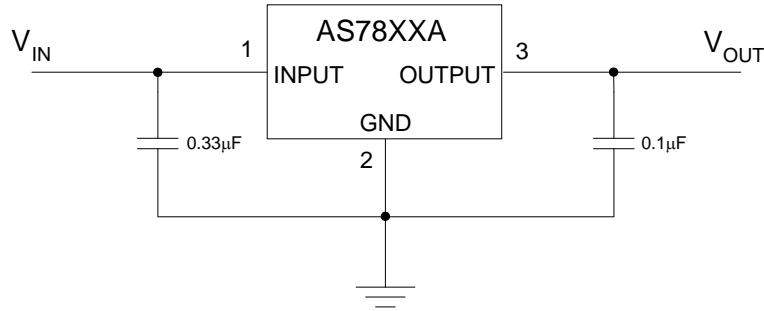 AS78XXA
V_IN
1
3
V_OUT
INPUT
OUTPUT
GND
0.33μF
2
0.1μF